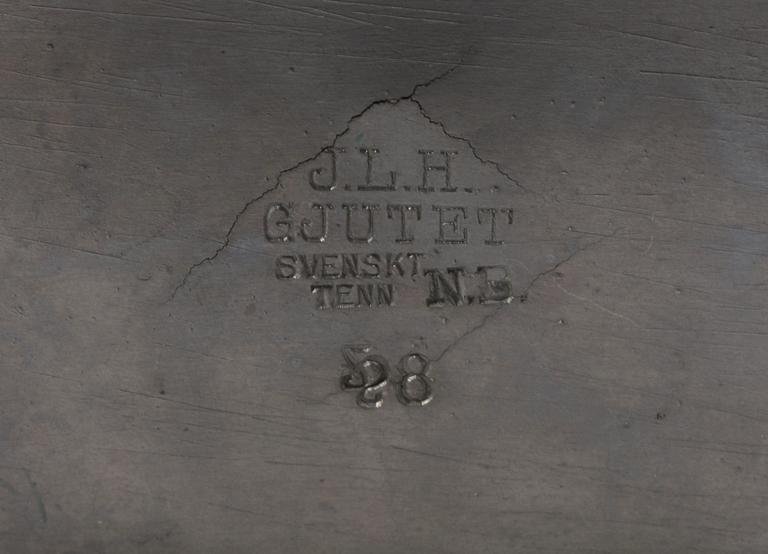 J.L.H.
GJUTET
SVENSKT
TENN N.B.
28